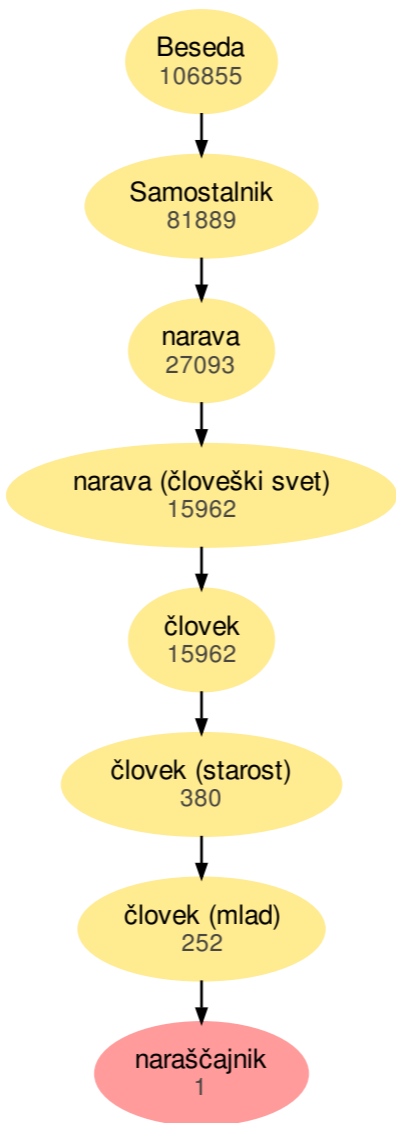 Beseda
106855
Samostalnik
81889
narava
27093
narava (človeški svet)
15962
človek
15962
človek (starost)
380
človek (mlad)
252
naraščajnik
1